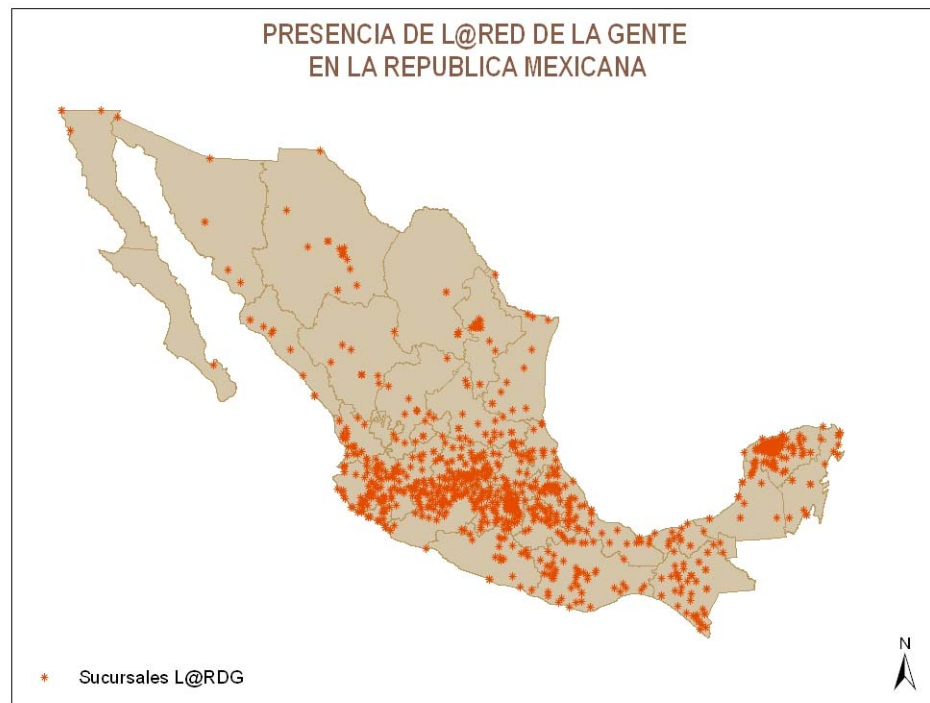 PRESENCIA DE L@RED DE LA GENTE
EN LA REPUBLICA MEXICANA
N
Sucursales L@RDG